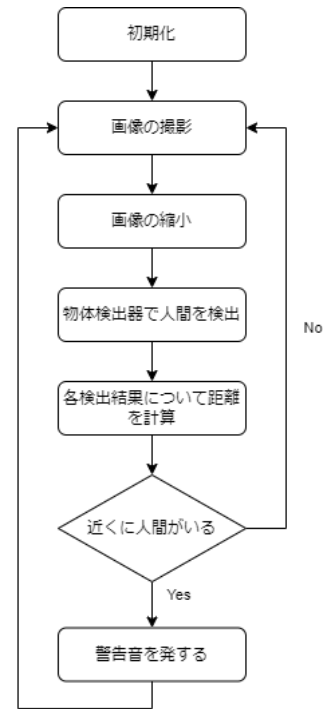 初期化
画像の撮影
画像の縮小
物体検出器で人間を検出
No
各検出結果について距離
を計算
近くに人間がいる
Yes
警告音を発する